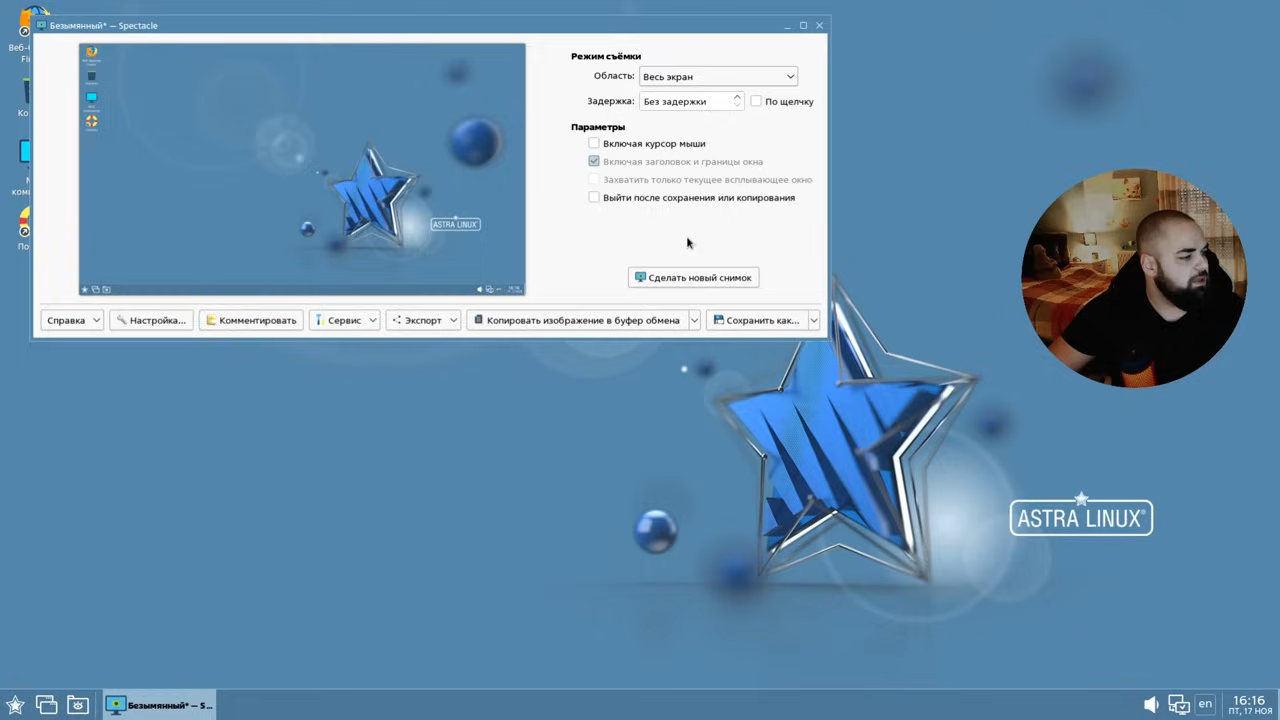 Безымянный* — Spectacle
Режим съёмки
Область: Весь экран
Задержка: Без задержки По щелчку
Параметры
Включая курсор мыши
Включая заголовок и границы окна
Захватить только текущее всплывающее окно
Выйти после сохранения или копирования
ASTRA LINUX
Сделать новый снимок
Справка Настройка... Комментировать Сервис Экспорт Копировать изображение в буфер обмена Сохранить как...
ASTRA LINUX®
Безымянный* — S...
en
16:16
ПТ, 17 НОЯ